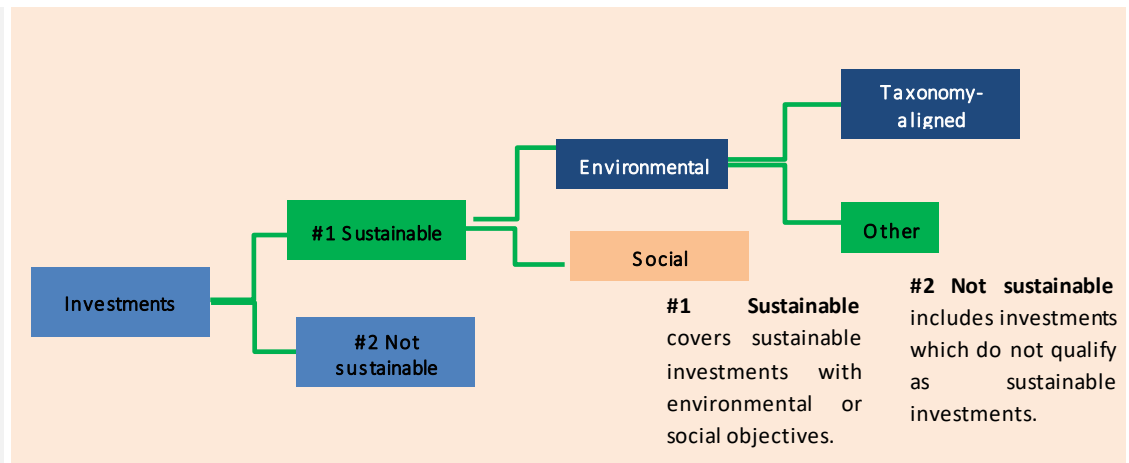 Taxonomy-
aligned
Environmental
#1 Sustainable
Other
Social
Investments
#2 Not
sustainable
#1 Sustainable
covers sustainable
investments with
environmental or
social objectives.
#2 Not sustainable
includes investments
which do not qualify
as sustainable
investments.